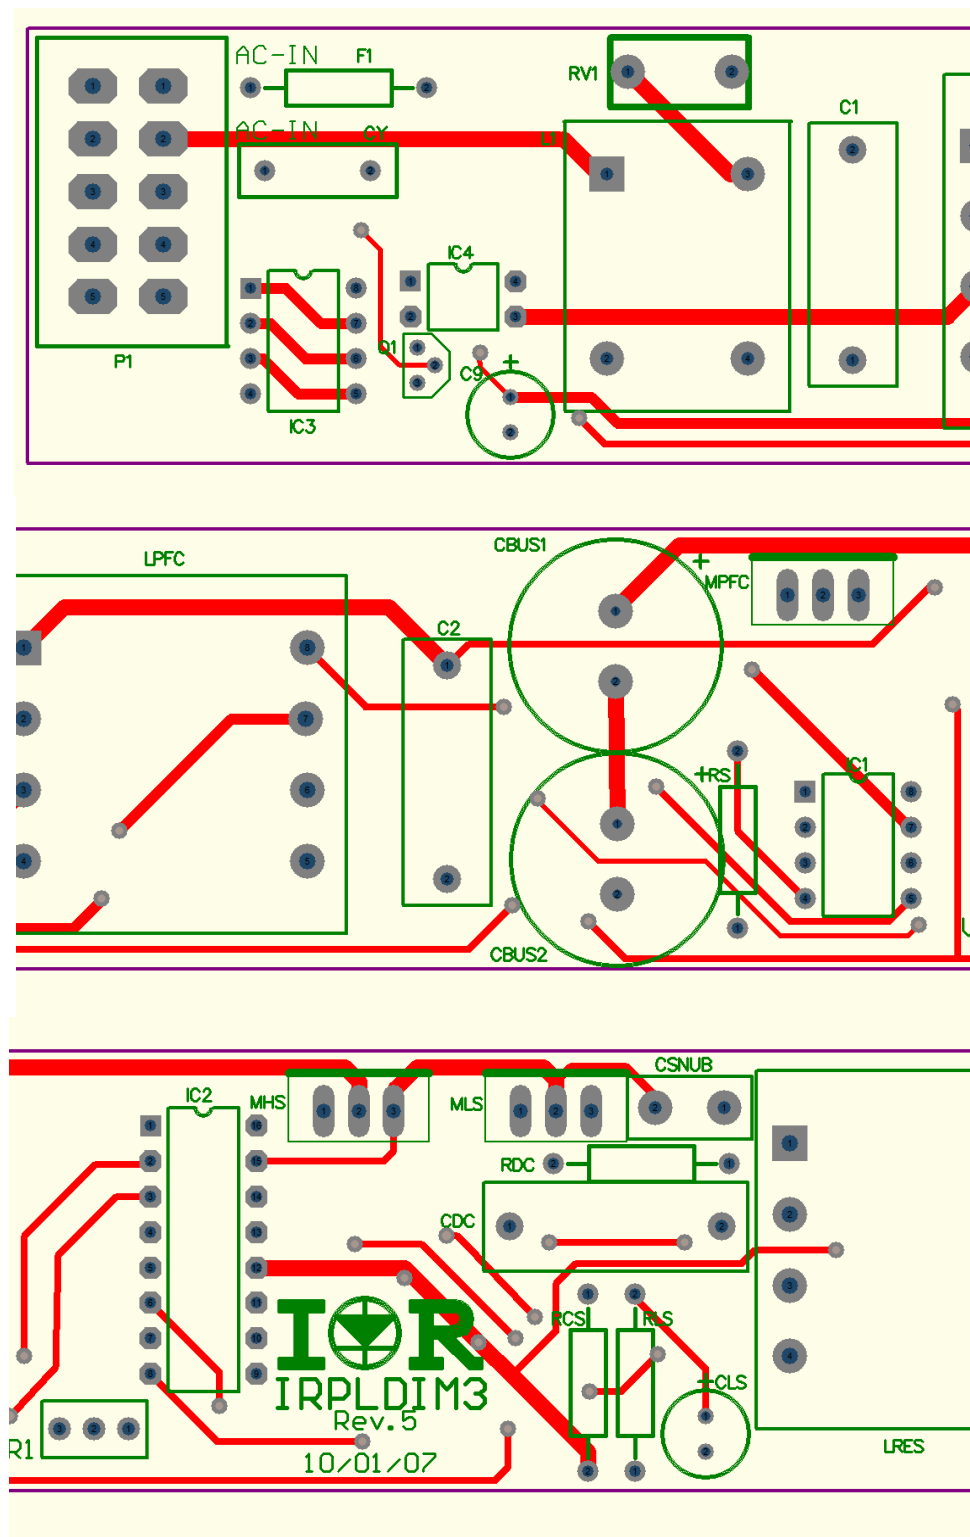 AC-IN
F1
RV1
C1
AC-IN
CY
L1
IC4
Q1
C9
+
P1
IC3
LPFC
CBUS1
+
MPFC
C2
+
RS
IC1
CBUS2
CSNUB
IC2
MHS
MLS
RDC
CDC
RCS
RLS
IOR
IRPLDIM3
Rev.5
10/01/07
+
CLS
R1
LRES